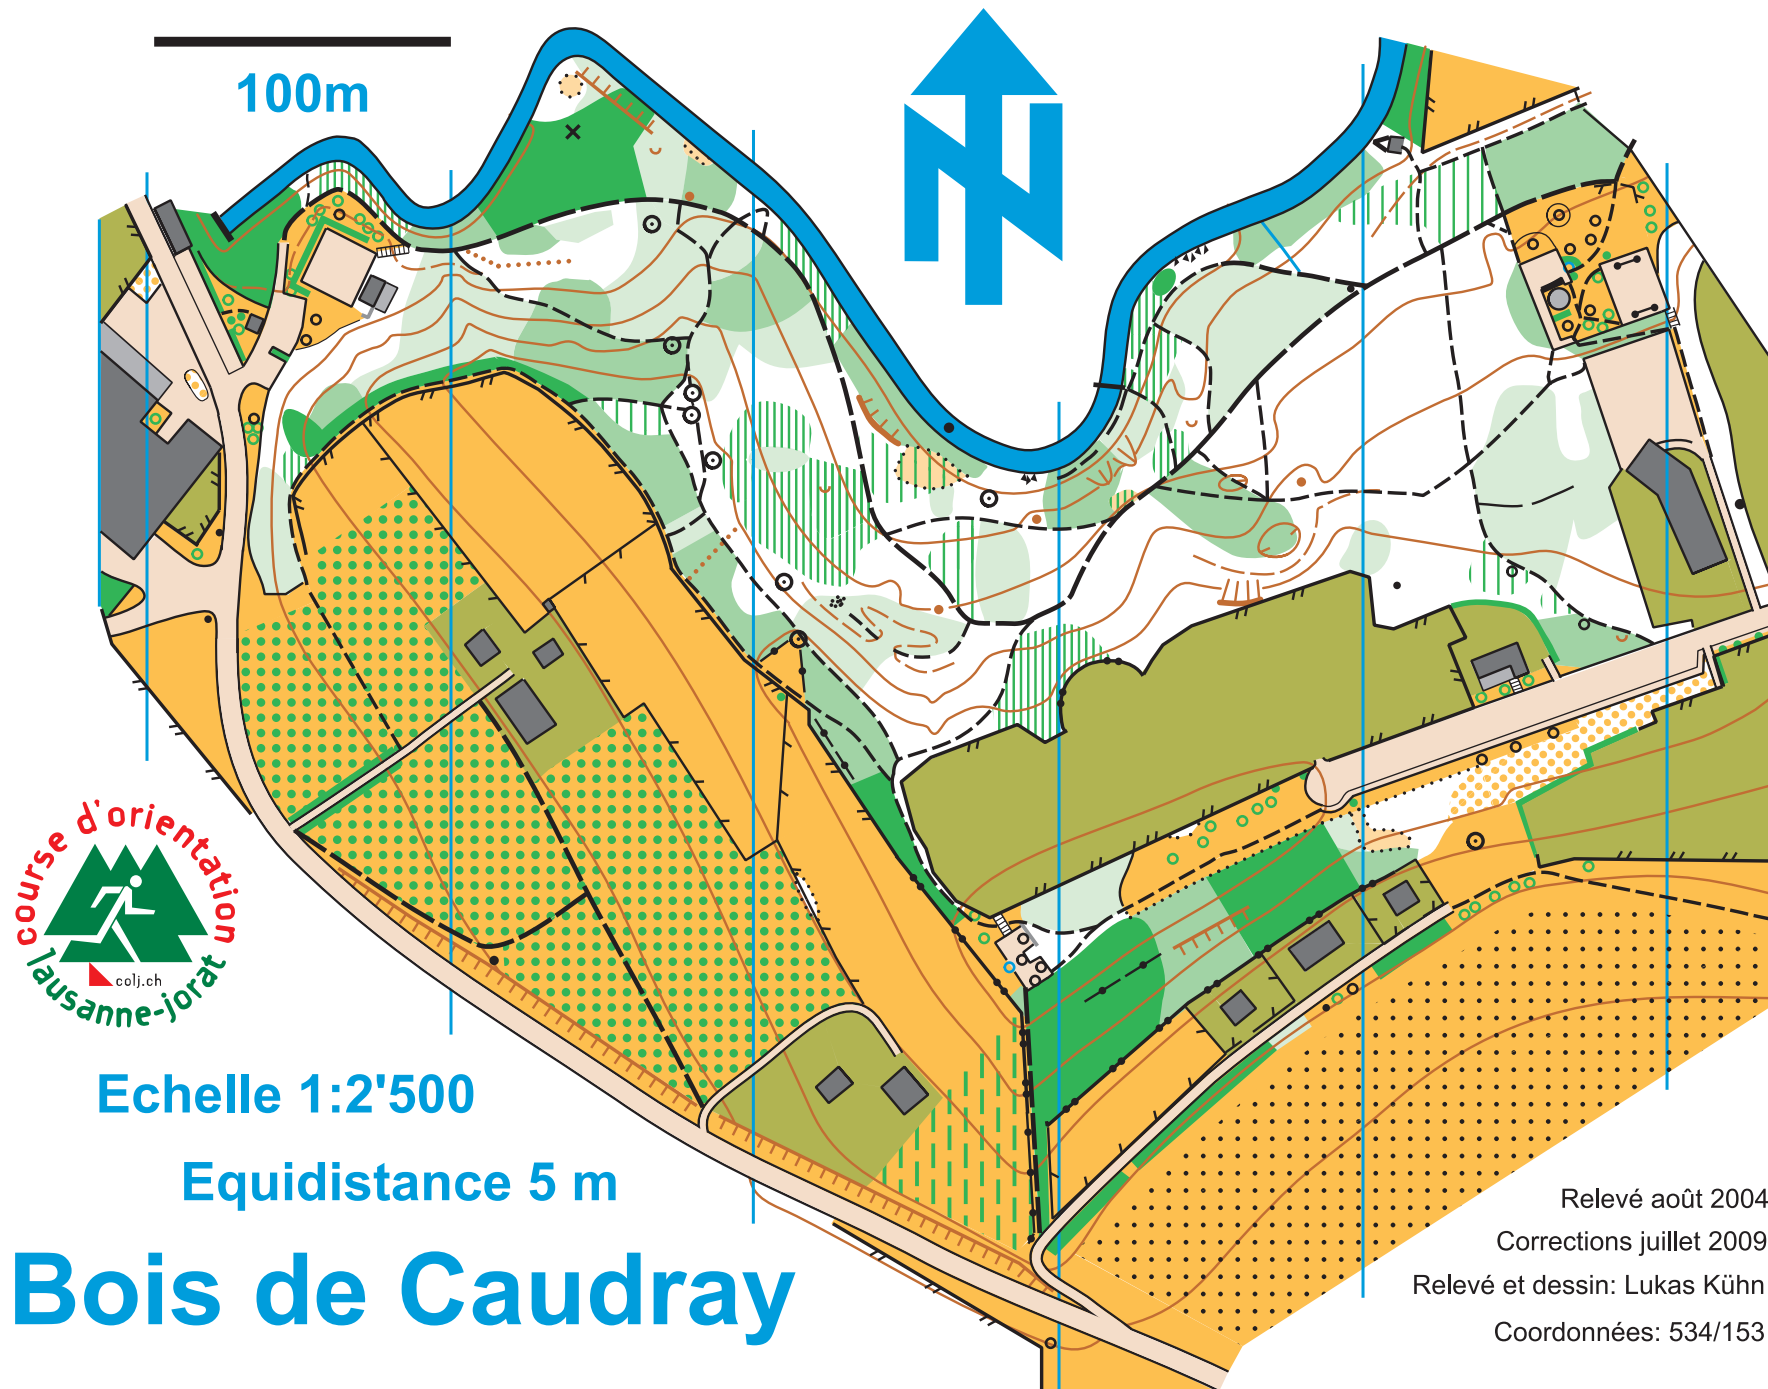 100m
course d'orientation
lausanne-jorat
colj.ch
Echelle 1:2'500
Equidistance 5 m
Bois de Caudray
Relevé août 2004
Corrections juillet 2009
Relevé et dessin: Lukas Kühn
Coordonnées: 534/153